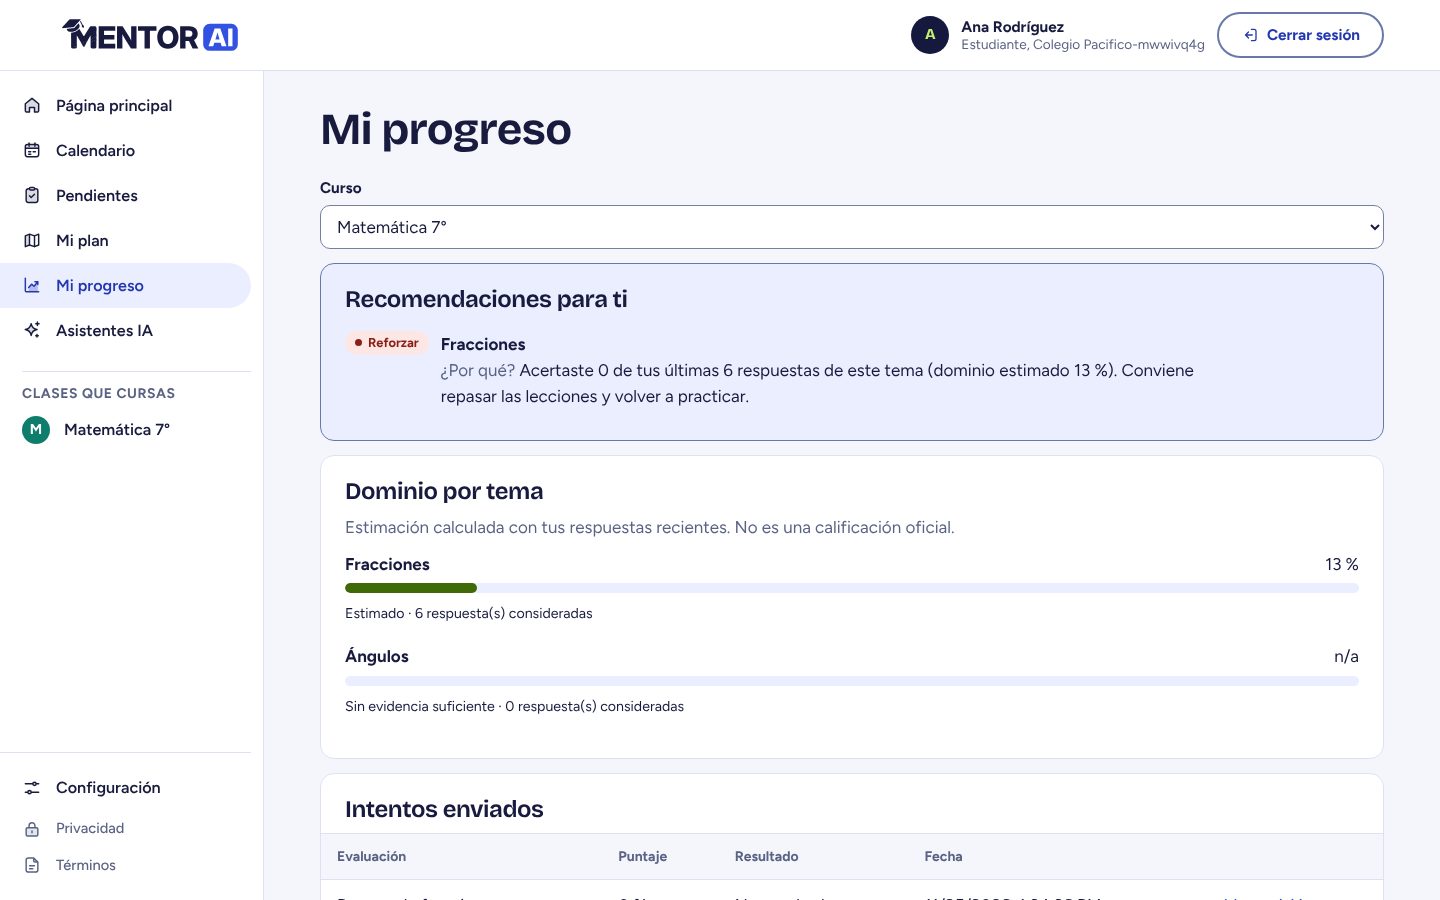 MENTOR AI
A
Ana Rodríguez
Estudiante, Colegio Pacifico-mwwivq4g
Cerrar sesión
Página principal
Calendario
Pendientes
Mi plan
Mi progreso
Asistentes IA
CLASES QUE CURSAS
M Matemática 7°
Configuración
Privacidad
Términos
Mi progreso
Curso
Matemática 7°
Recomendaciones para ti
Reforzar
Fracciones
¿Por qué? Acertaste 0 de tus últimas 6 respuestas de este tema (dominio estimado 13 %). Conviene
repasar las lecciones y volver a practicar.
Dominio por tema
Estimación calculada con tus respuestas recientes. No es una calificación oficial.
Fracciones 13 %
Estimado · 6 respuesta(s) consideradas
Ángulos n/a
Sin evidencia suficiente · 0 respuesta(s) consideradas
Intentos enviados
Evaluación Puntaje Resultado Fecha